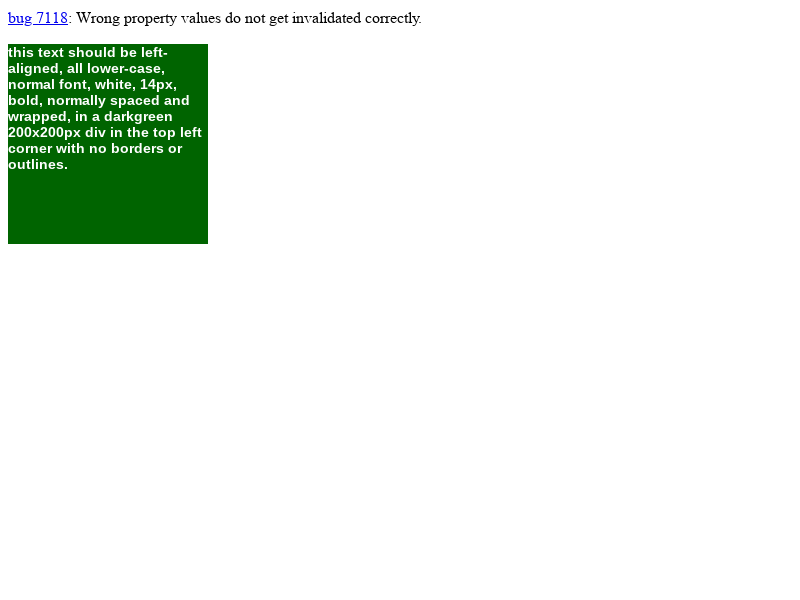 bug 7118: Wrong property values do not get invalidated correctly.
this text should be left-
aligned, all lower-case,
normal font, white, 14px,
bold, normally spaced and
wrapped, in a darkgreen
200x200px div in the top left
corner with no borders or
outlines.